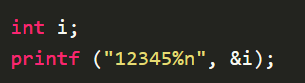 int i;
printf ("12345%n", &i);